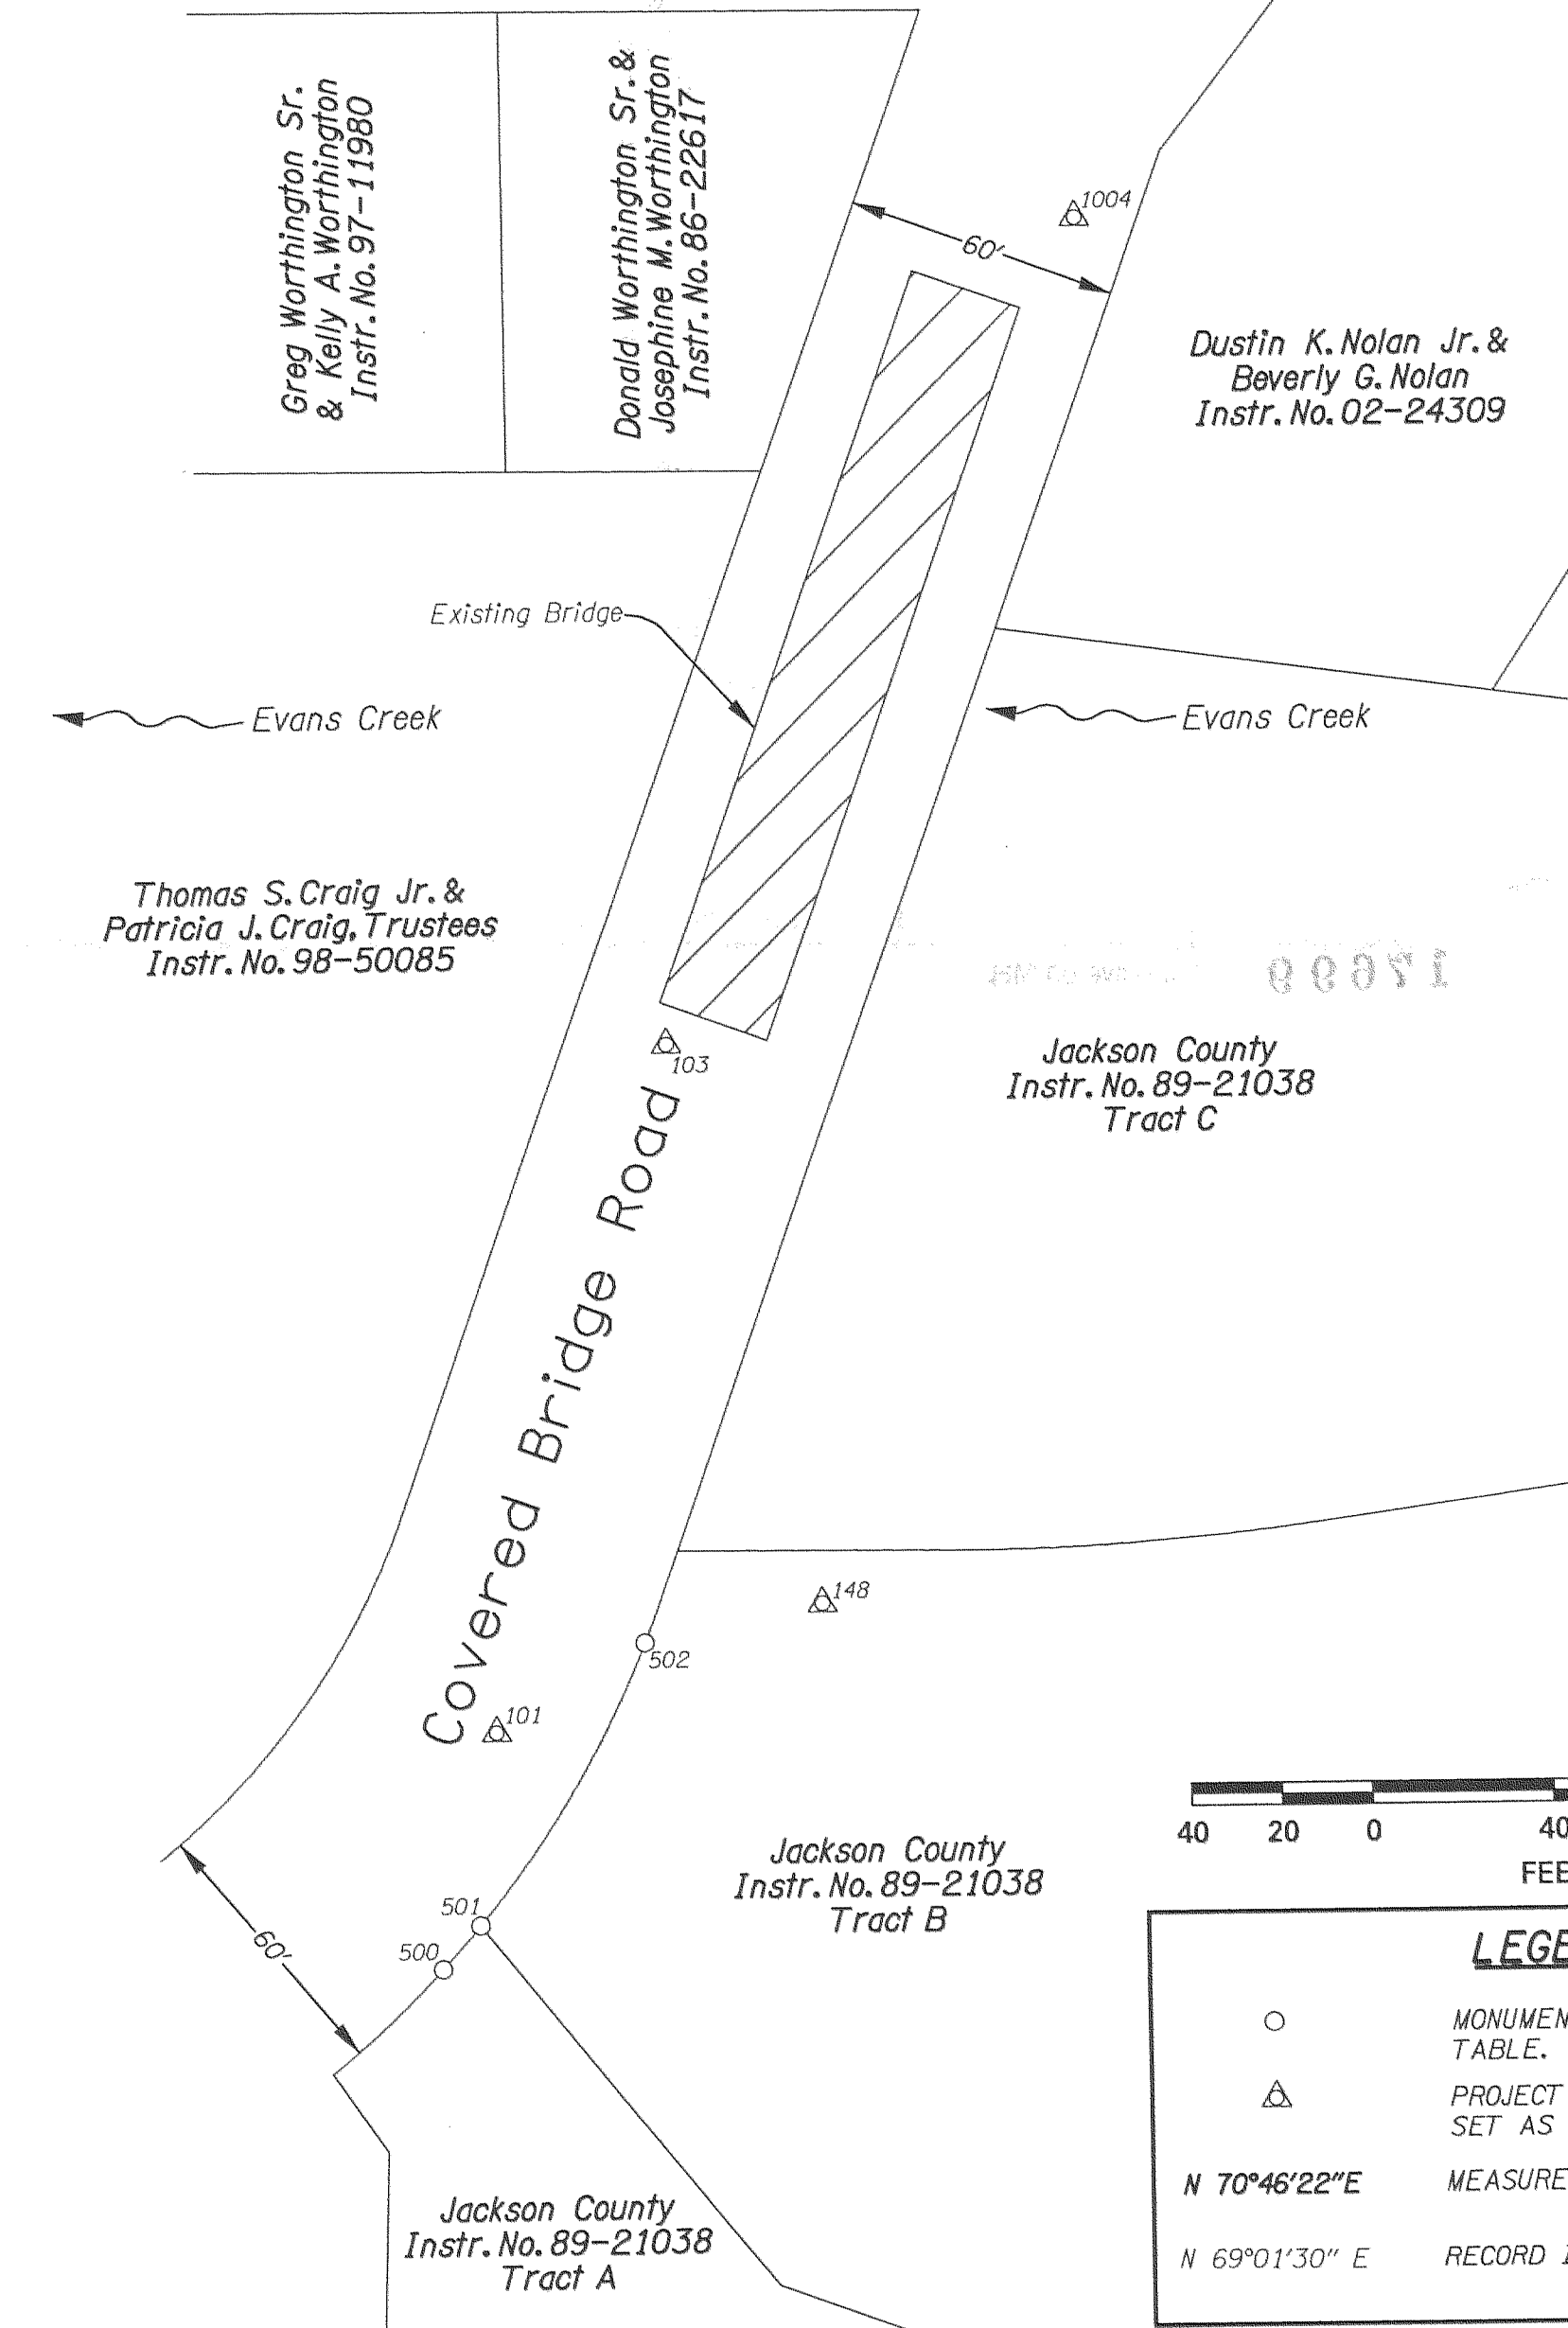 Greg Worthington Sr.
& Kelly A. Worthington
Instr. No. 97-11980
Donald Worthington Sr. &
Josephine M. Worthington
Instr. No. 86-22617
1004
60'
Dustin K. Nolan Jr. &
Beverly G. Nolan
Instr. No. 02-24309
Existing Bridge
Evans Creek
Evans Creek
Thomas S. Craig Jr. &
Patricia J. Craig, Trustees
Instr. No. 98-50085
17966
103
Jackson County
Instr. No. 89-21038
Tract C
Covered Bridge Road
148
502
101
40 20 0 40
FEE
Jackson County
Instr. No. 89-21038
Tract B
501
500
60'
LEGE
MONUMEN
TABLE.
PROJECT
SET AS
N 70°46'22"E MEASURE
N 69°01'30" E RECORD
Jackson County
Instr. No. 89-21038
Tract A